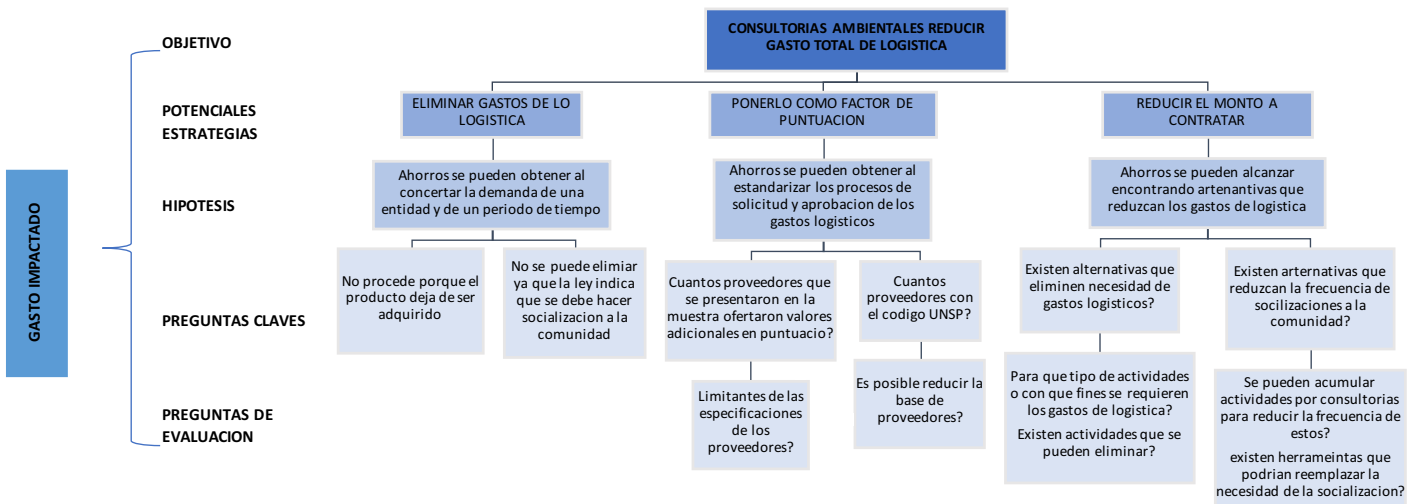 CONSULTORIAS AMBIENTALES REDUCIR
GASTO TOTAL DE LOGISTICA
OBJETIVO
ELIMINAR GASTOS DE LO
LOGISTICA
PONERLO COMO FACTOR DE
PUNTUACION
REDUCIR EL MONTO A
CONTRATAR
POTENCIALES
ESTRATEGIAS
Ahorros se pueden obtener al
concertar la demanda de una
entidad y de un periodo de tiempo
Ahorros se pueden obtener al
estandarizar los procesos de
solicitud y aprobacion de los
gastos logisticos
Ahorros se pueden alcanzar
encontrando artenantivas que
reduzcan los gastos de logistica
HIPOTESIS
GASTO IMPACTADO
No procede porque el
producto deja de ser
adquirido
No se puede elimiar
ya que la ley indica
que se debe hacer
socializacion a la
comunidad
Cuantos proveedores que
se presentaron en la
muestra ofertaron valores
adicionales en puntuacio?
Cuantos
proveedores con
el codigo UNSP?
Existen alternativas que
eliminen necesidad de
gastos logisticos?
Existen arternativas que
reduzcan la frecuencia de
socilizaciones a la
comunidad?
PREGUNTAS CLAVES
Limitantes de las
especificaciones
de los
proveedores?
Es posible reducir la
base de
proveedores?
Para que tipo de actividades
o con que fines se requieren
los gastos de logistica?
Existen actividades que se
pueden eliminar?
Se pueden acumular
actividades por consultorias
para reducir la frecuencia de
estos?
existen herrameintas que
podrian reemplazar la
necesidad de la socializacion?
PREGUNTAS DE
EVALUACION